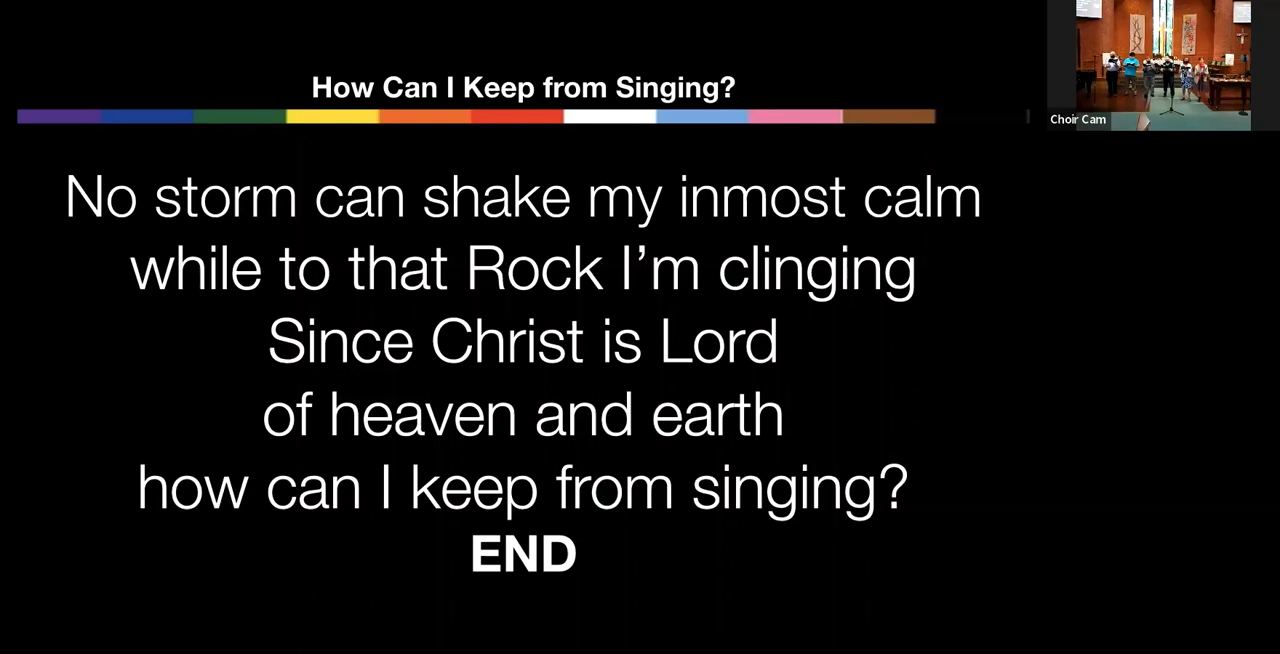 How Can I Keep from Singing?
Choir Cam
No storm can shake my inmost calm
while to that Rock I’m clinging
Since Christ is Lord
of heaven and earth
how can I keep from singing?
END